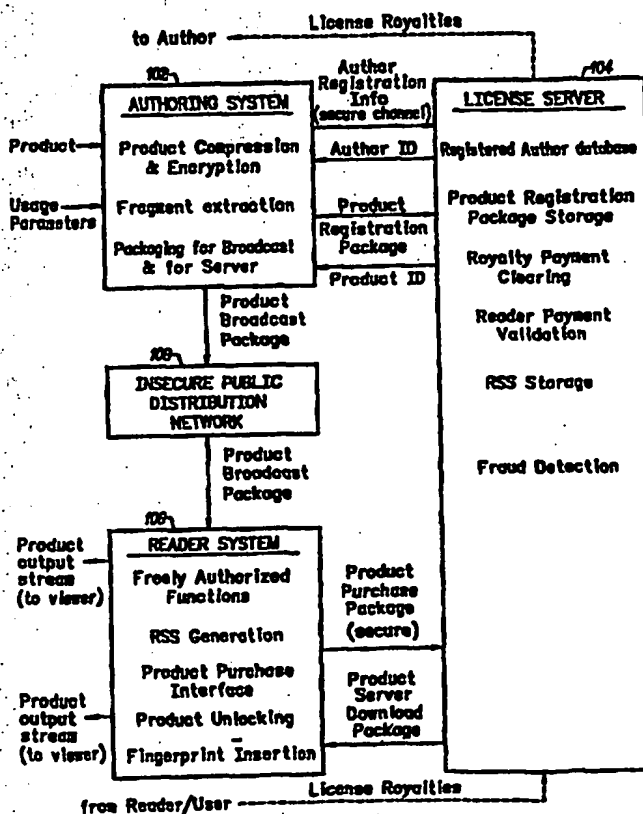 License Royalties
to Author
102
AUTHORING SYSTEM
Product Compression
& Encryption
Fragment extraction
Packaging for Broadcast
& for Server
Product
Usage
Parameters
Author
Registration
Info
(secure channel)
Author ID
Product
Registration
Package
Product ID
104
LICENSE SERVER
Registered Author database
Product Registration
Package Storage
Royalty Payment
Clearing
Reader Payment
Validation
RSS Storage
Fraud Detection
Product
Broadcast
Package
INSECURE PUBLIC
DISTRIBUTION
NETWORK
Product
Broadcast
Package
READER SYSTEM
Freely Authorized
Functions
RSS Generation
Product Purchase
Interface
Product Unlocking
Fingerprint Insertion
Product
output
stream
(to viewer)
Product
output
stream
(to viewer)
Product
Purchase
Package
(secure)
Product
Server
Download
Package
License Royalties
from Reader/User